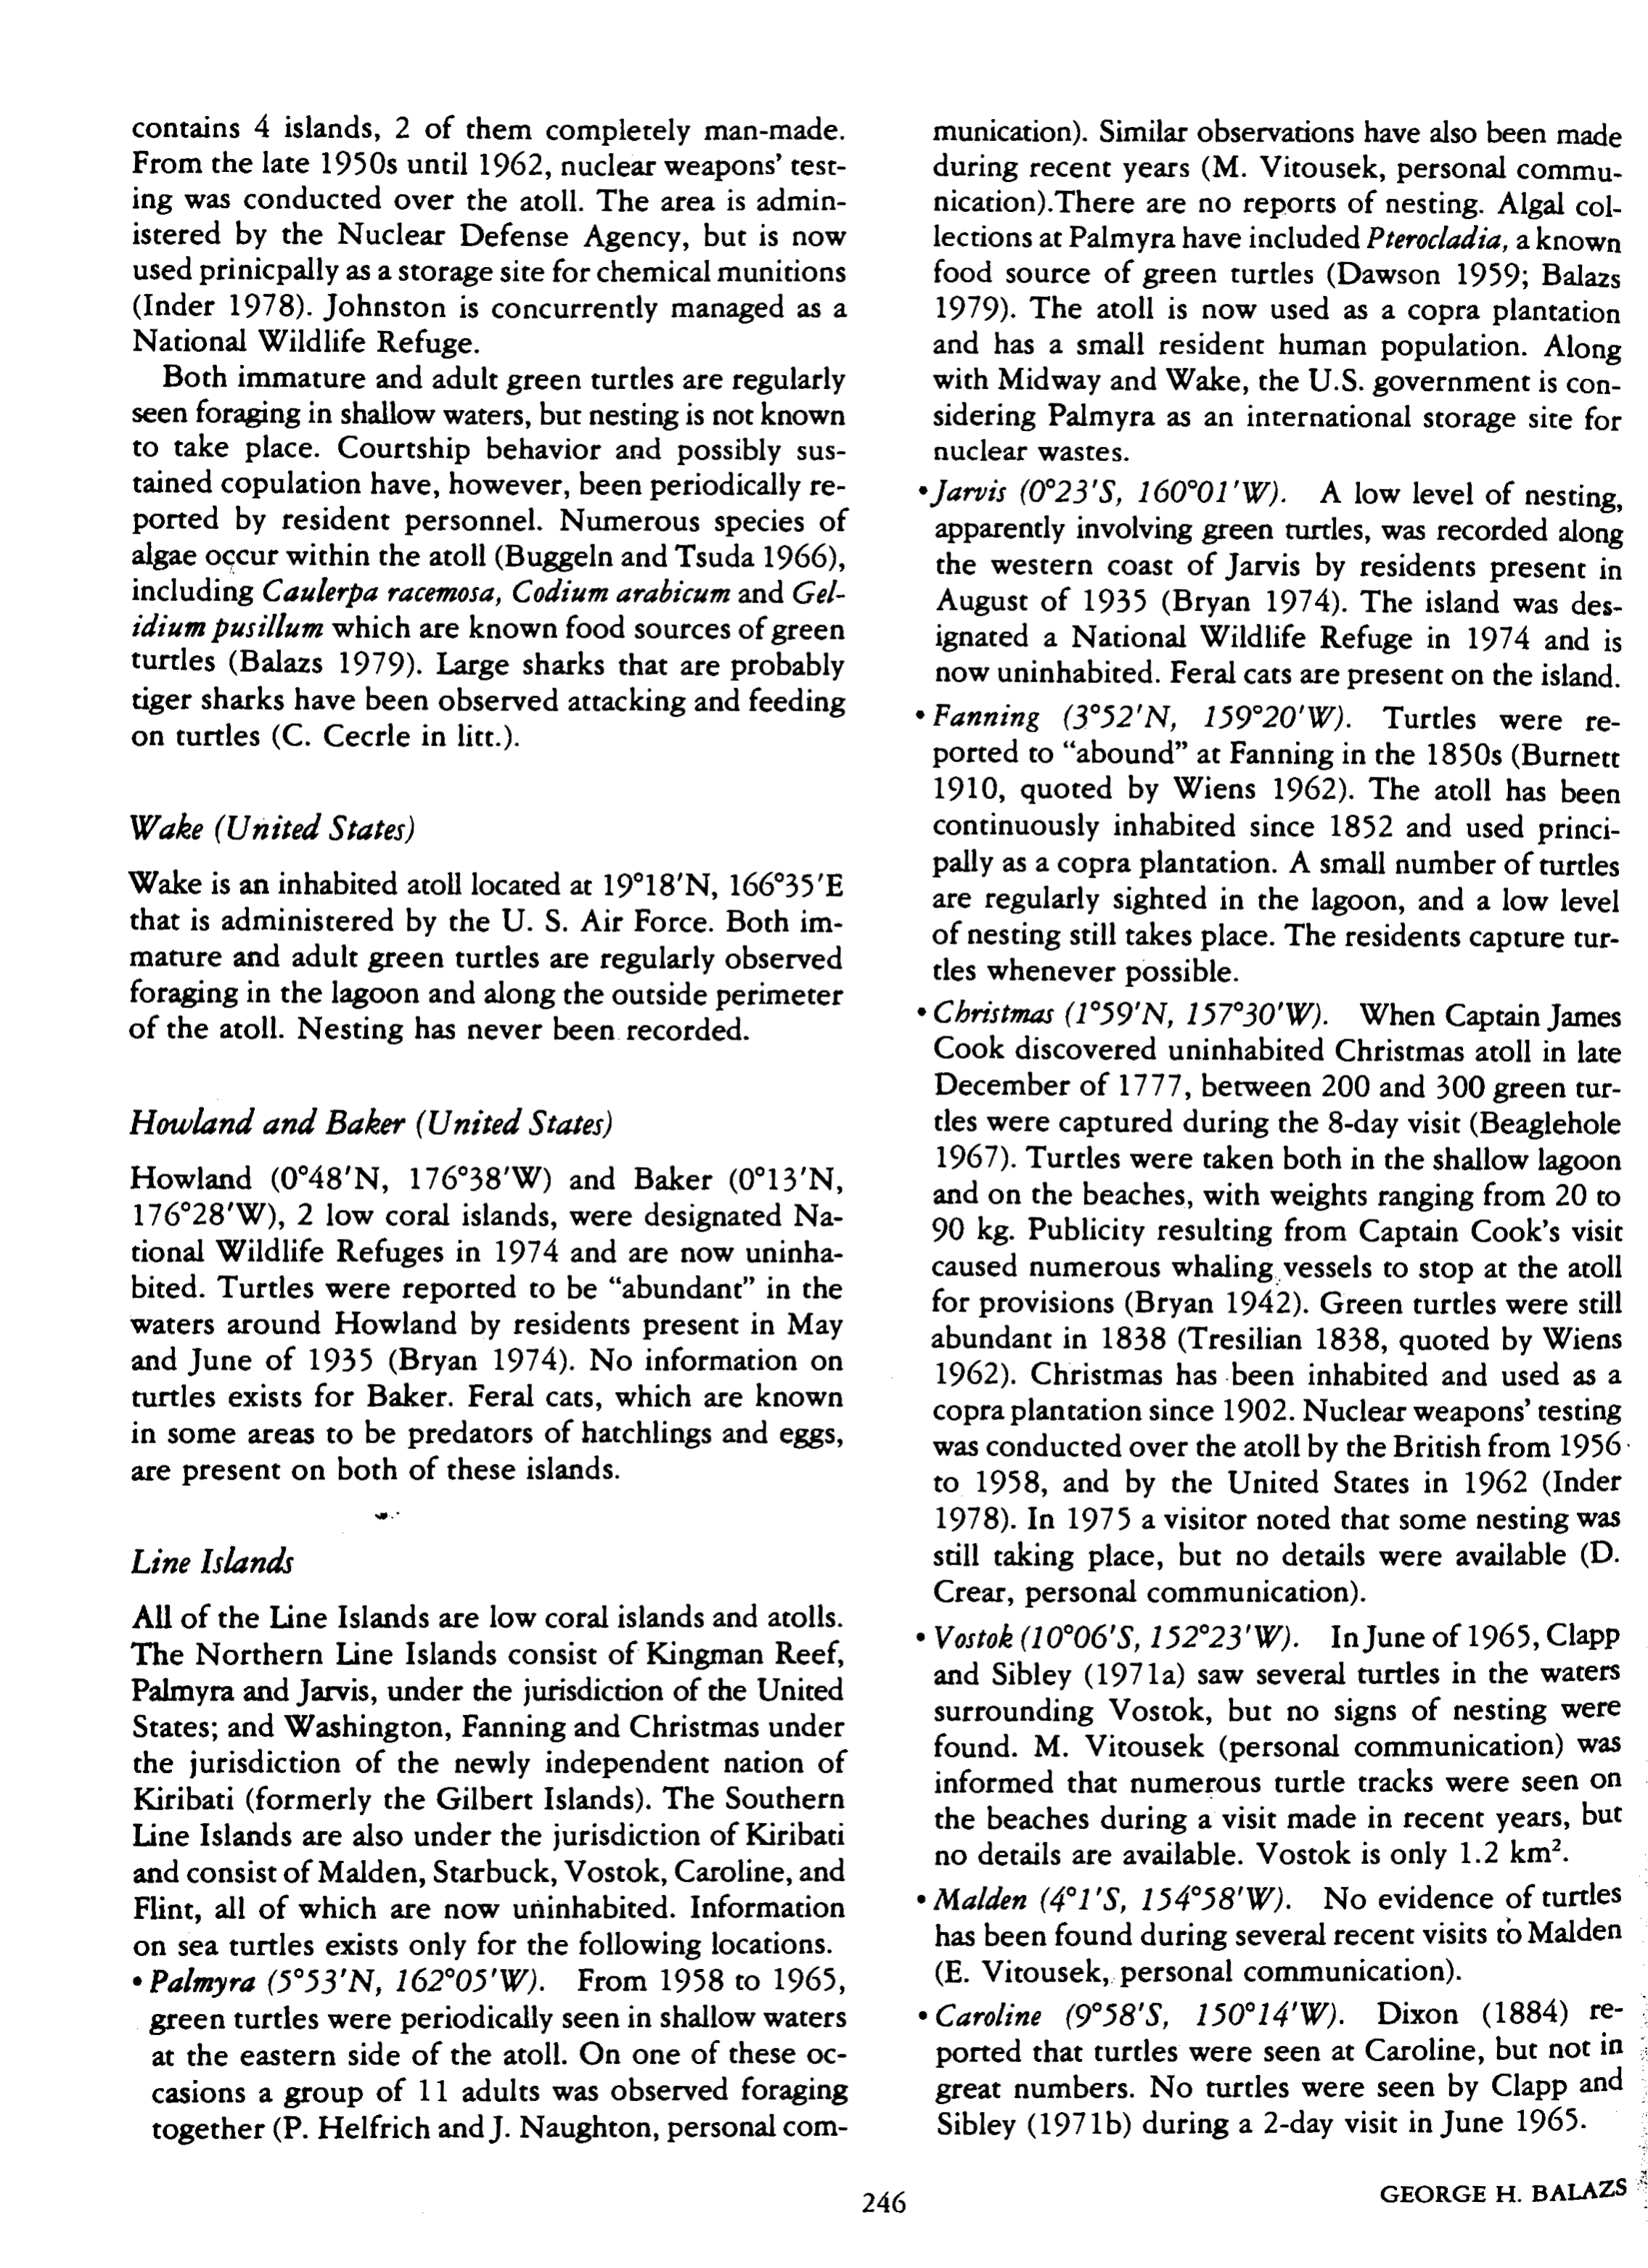 contains 4 islands, 2 of them completely man-made.
From the late 1950s until 1962, nuclear weapons' test-
ing was conducted over the atoll. The area is admin-
istered by the Nuclear Defense Agency, but is now
used prinicpally as a storage site for chemical munitions
(Inder 1978). Johnston is concurrently managed as a
National Wildlife Refuge.
Both immature and adult green turtles are regularly
seen foraging in shallow waters, but nesting is not known
to take place. Courtship behavior and possibly sus-
tained copulation have, however, been periodically re-
ported by resident personnel. Numerous species of
algae occur within the atoll (Buggeln and Tsuda 1966),
including Caulerpa racemosa, Codium arabicum and Gel-
idium pusillum which are known food sources of green
turtles (Balazs 1979). Large sharks that are probably
tiger sharks have been observed attacking and feeding
on turtles (C. Cecrle in litt.).
Wake (United States)
Wake is an inhabited atoll located at 19°18'N, 166°35'E
that is administered by the U. S. Air Force. Both im-
mature and adult green turtles are regularly observed
foraging in the lagoon and along the outside perimeter
of the atoll. Nesting has never been recorded.
Howland and Baker (United States)
Howland (0°48'N, 176°38'W) and Baker (0°13'N,
176°28'W), 2 low coral islands, were designated Na-
tional Wildlife Refuges in 1974 and are now uninha-
bited. Turtles were reported to be "abundant" in the
waters around Howland by residents present in May
and June of 1935 (Bryan 1974). No information on
turtles exists for Baker. Feral cats, which are known
in some areas to be predators of hatchlings and eggs,
are present on both of these islands.
Line Islands
All of the Line Islands are low coral islands and atolls.
The Northern Line Islands consist of Kingman Reef,
Palmyra and Jarvis, under the jurisdiction of the United
States; and Washington, Fanning and Christmas under
the jurisdiction of the newly independent nation of
Kiribati (formerly the Gilbert Islands). The Southern
Line Islands are also under the jurisdiction of Kiribati
and consist of Malden, Starbuck, Vostok, Caroline, and
Flint, all of which are now uninhabited. Information
on sea turtles exists only for the following locations.
• Palmyra (5°53'N, 162°05'W). From 1958 to 1965,
green turtles were periodically seen in shallow waters
at the eastern side of the atoll. On one of these oc-
casions a group of 11 adults was observed foraging
together (P. Helfrich and J. Naughton, personal com-
munication). Similar observations have also been made
during recent years (M. Vitousek, personal commu-
nication).There are no reports of nesting. Algal col-
lections at Palmyra have included Pterocladia, a known
food source of green turtles (Dawson 1959; Balazs
1979). The atoll is now used as a copra plantation
and has a small resident human population. Along
with Midway and Wake, the U.S. government is con-
sidering Palmyra as an international storage site for
nuclear wastes.
• Jarvis (0°23'S, 160°01'W). A low level of nesting,
apparently involving green turtles, was recorded along
the western coast of Jarvis by residents present in
August of 1935 (Bryan 1974). The island was des-
ignated a National Wildlife Refuge in 1974 and is
now uninhabited. Feral cats are present on the island.
• Fanning (3°52'N, 159°20'W). Turtles were re-
ported to "abound" at Fanning in the 1850s (Burnett
1910, quoted by Wiens 1962). The atoll has been
continuously inhabited since 1852 and used princi-
pally as a copra plantation. A small number of turtles
are regularly sighted in the lagoon, and a low level
of nesting still takes place. The residents capture tur-
tles whenever possible.
• Christmas (1°59'N, 157°30'W). When Captain James
Cook discovered uninhabited Christmas atoll in late
December of 1777, between 200 and 300 green tur-
tles were captured during the 8-day visit (Beaglehole
1967). Turtles were taken both in the shallow lagoon
and on the beaches, with weights ranging from 20 to
90 kg. Publicity resulting from Captain Cook's visit
caused numerous whaling vessels to stop at the atoll
for provisions (Bryan 1942). Green turtles were still
abundant in 1838 (Tresilian 1838, quoted by Wiens
1962). Christmas has been inhabited and used as a
copra plantation since 1902. Nuclear weapons' testing
was conducted over the atoll by the British from 1956
to 1958, and by the United States in 1962 (Inder
1978). In 1975 a visitor noted that some nesting was
still taking place, but no details were available (D.
Crear, personal communication).
• Vostok (10°06'S, 152°23'W). In June of 1965, Clapp
and Sibley (1971a) saw several turtles in the waters
surrounding Vostok, but no signs of nesting were
found. M. Vitousek (personal communication) was
informed that numerous turtle tracks were seen on
the beaches during a visit made in recent years, but
no details are available. Vostok is only 1.2 km².
• Malden (4°1'S, 154°58'W). No evidence of turtles
has been found during several recent visits to Malden
(E. Vitousek, personal communication).
• Caroline (9°58'S, 150°14'W). Dixon (1884) re-
ported that turtles were seen at Caroline, but not in
great numbers. No turtles were seen by Clapp and
Sibley (1971b) during a 2-day visit in June 1965.
246
GEORGE H. BALAZS